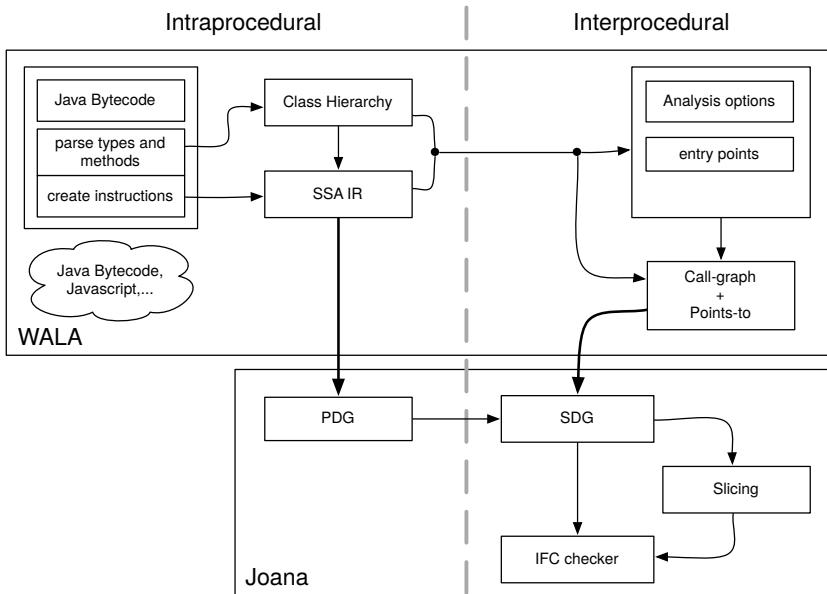 Intraprocedural
Interprocedural
Java Bytecode
parse types and
methods
create instructions
Class Hierarchy
SSA IR
Analysis options
entry points
Java Bytecode,
Javascript,...
Call-graph
+
Points-to
WALA
PDG
SDG
Slicing
IFC checker
Joana